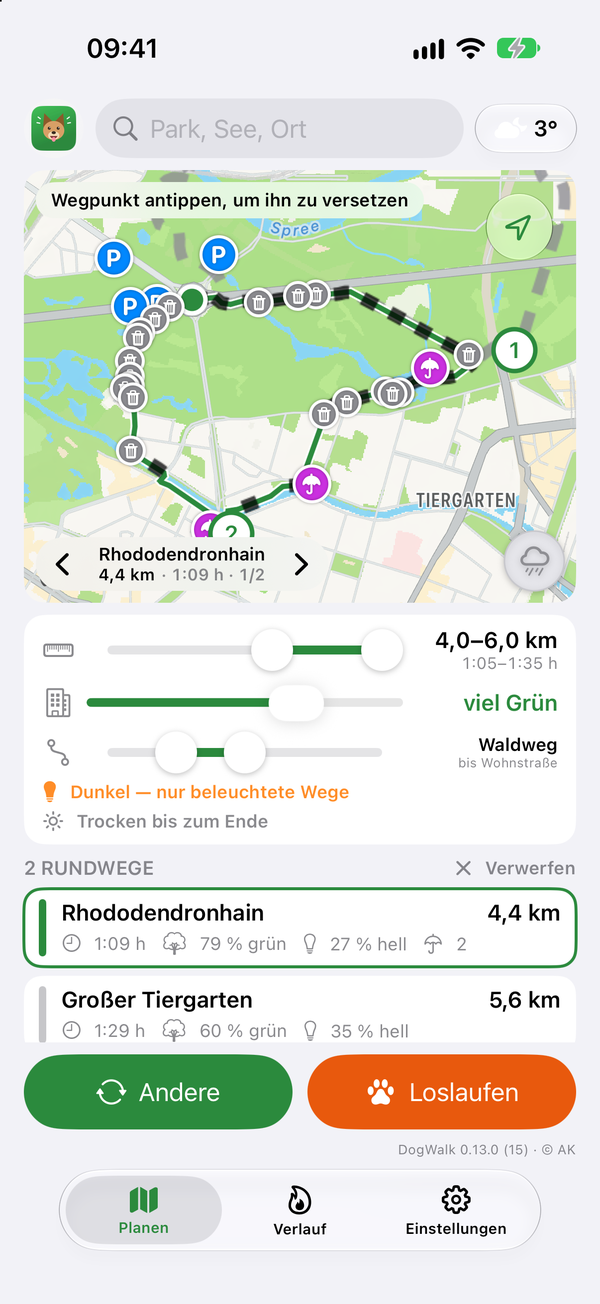 09:41
Park, See, Ort
3°
Wegpunkt antippen, um ihn zu versetzen
Spree
P
P
P
1
TIERGARTEN
2
Rhododendronhain
4,4 km · 1:09 h · 1/2
4,0–6,0 km
1:05–1:35 h
viel Grün
Waldweg
bis Wohnstraße
Dunkel — nur beleuchtete Wege
Trocken bis zum Ende
2 RUNDWEGE
Verwerfen
Rhododendronhain
4,4 km
1:09 h
79 % grün
27 % hell
2
Großer Tiergarten
5,6 km
1:29 h
60 % grün
35 % hell
Andere
Loslaufen
DogWalk 0.13.0 (15) · © AK
Planen
Verlauf
Einstellungen